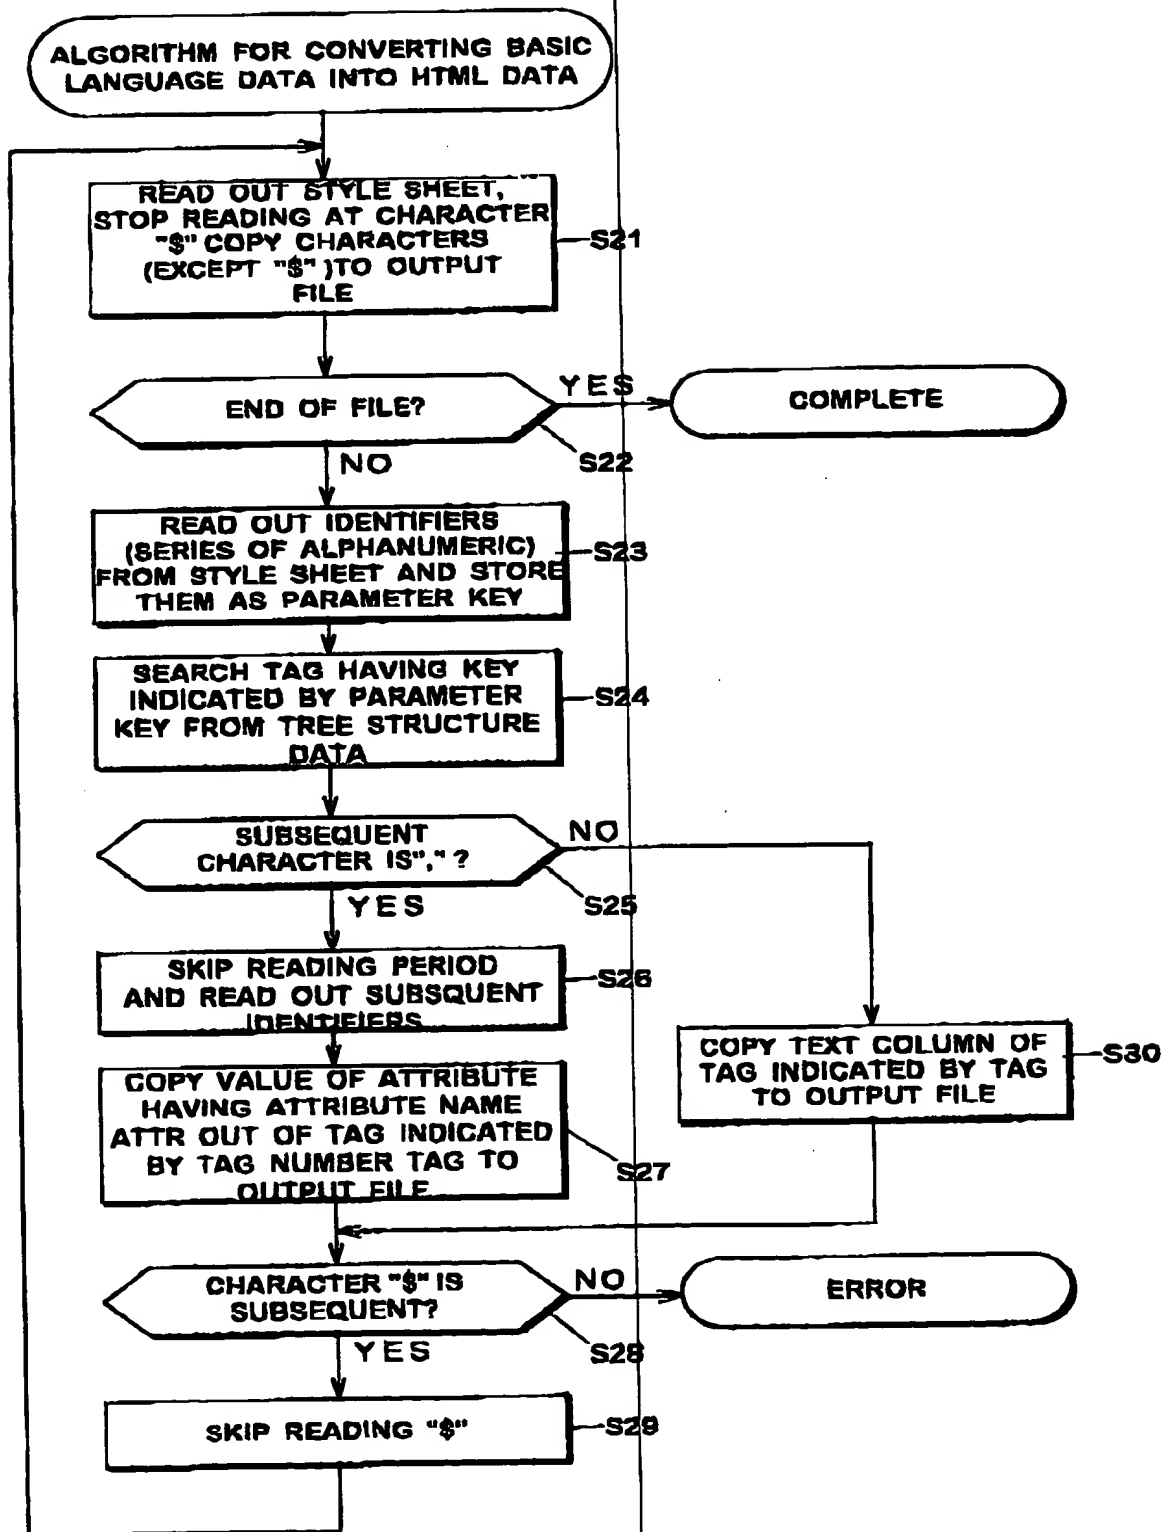 ALGORITHM FOR CONVERTING BASIC
LANGUAGE DATA INTO HTML DATA
READ OUT STYLE SHEET,
STOP READING AT CHARACTER
"$" COPY CHARACTERS
(EXCEPT "$" )TO OUTPUT
FILE
S21
END OF FILE?
YES
COMPLETE
S22
NO
READ OUT IDENTIFIERS
(SERIES OF ALPHANUMERIC)
FROM STYLE SHEET AND STORE
THEM AS PARAMETER KEY
S23
SEARCH TAG HAVING KEY
INDICATED BY PARAMETER
KEY FROM TREE STRUCTURE
DATA
S24
SUBSEQUENT
CHARACTER IS"," ?
NO
S25
YES
SKIP READING PERIOD
AND READ OUT SUBSQUENT
IDENTIFIERS
S26
COPY TEXT COLUMN OF
TAG INDICATED BY TAG
TO OUTPUT FILE
S30
COPY VALUE OF ATTRIBUTE
HAVING ATTRIBUTE NAME
ATTR OUT OF TAG INDICATED
BY TAG NUMBER TAG TO
OUTPUT FILE
S27
CHARACTER "$" IS
SUBSEQUENT?
NO
ERROR
S28
YES
SKIP READING "$"
S29